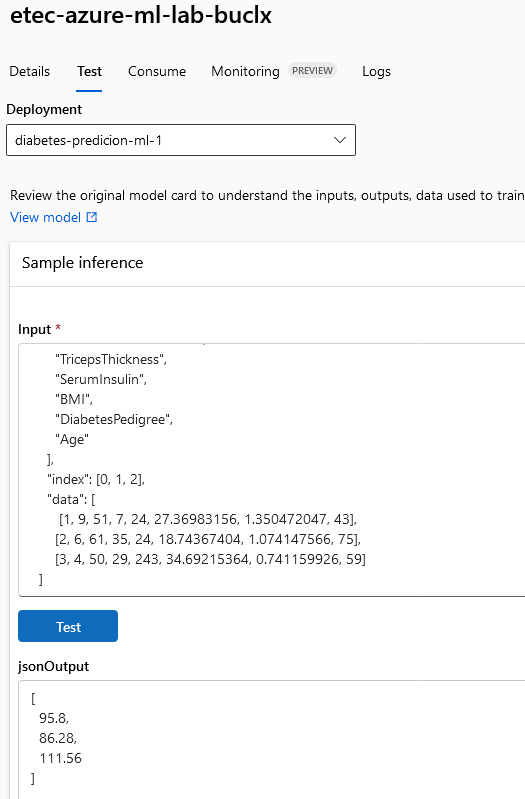 etec-azure-ml-lab-buclx
Details Test Consume Monitoring PREVIEW Logs
Deployment
diabetes-predicion-ml-1
Review the original model card to understand the inputs, outputs, data used to train
View model
Sample inference
Input *
"TricepsThickness",
"SerumInsulin",
"BMI",
"DiabetesPedigree",
"Age"
],
"index": [0, 1, 2],
"data": [
[1, 9, 51, 7, 24, 27.36983156, 1.350472047, 43],
[2, 6, 61, 35, 24, 18.74367404, 1.074147566, 75],
[3, 4, 50, 29, 243, 34.69215364, 0.741159926, 59]
]
Test
jsonOutput
[
95.8,
86.28,
111.56
]